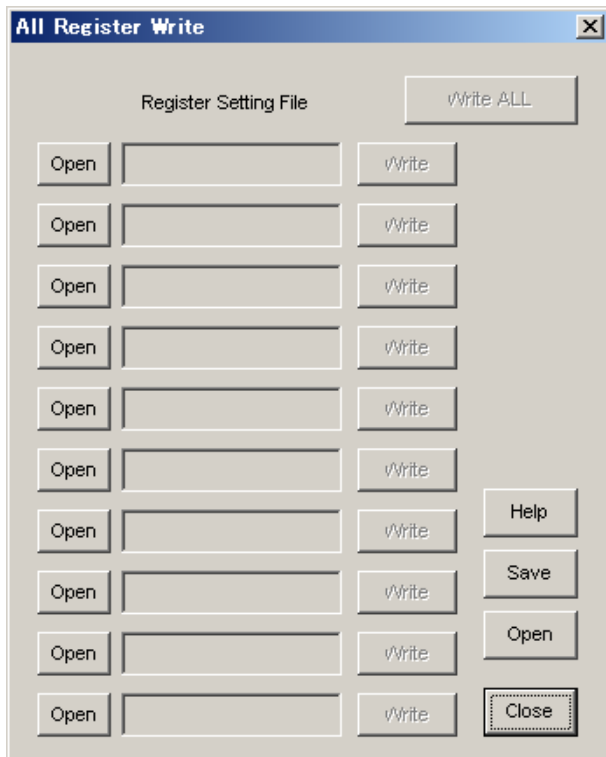 All Register Write
Register Setting File
Write ALL
Open
Write
Open
Write
Open
Write
Open
Write
Open
Write
Open
Write
Open
Write
Help
Open
Write
Save
Open
Write
Open
Open
Write
Close